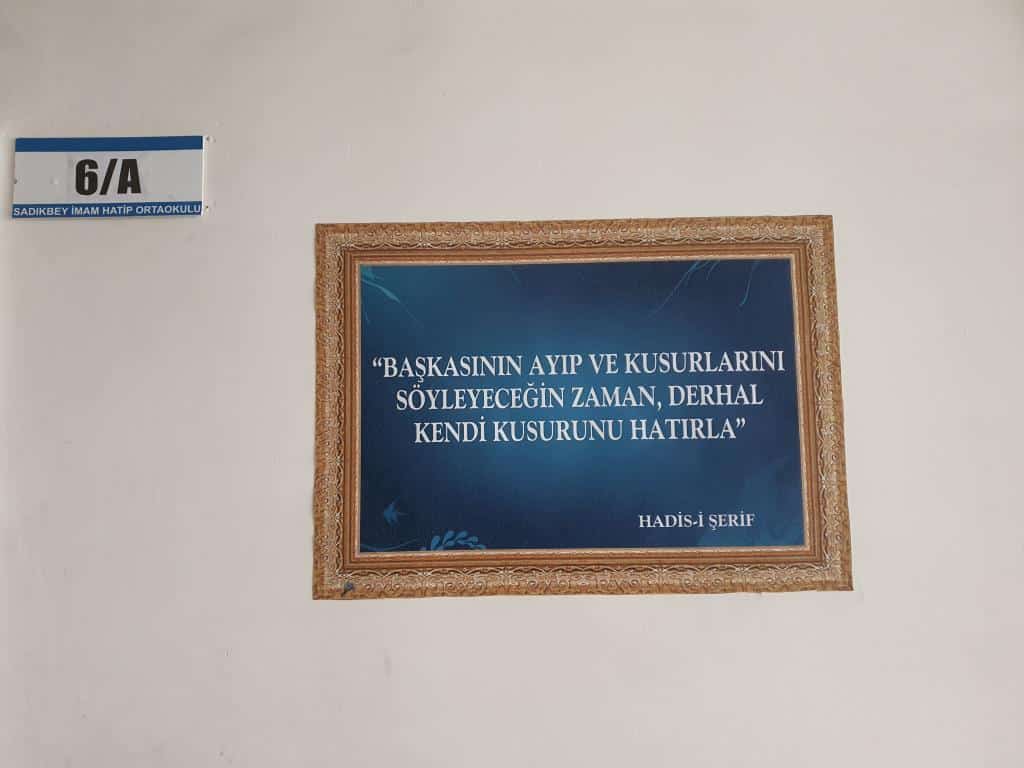 6/A
SADIKBEY İMAM HATİP ORTAOKULU
“BAŞKASININ AYIP VE KUSURLARINI
SÖYLEYECEĞİN ZAMAN, DERHAL
KENDİ KUSURUNU HATIRLA”
HADİS-İ ŞERİF